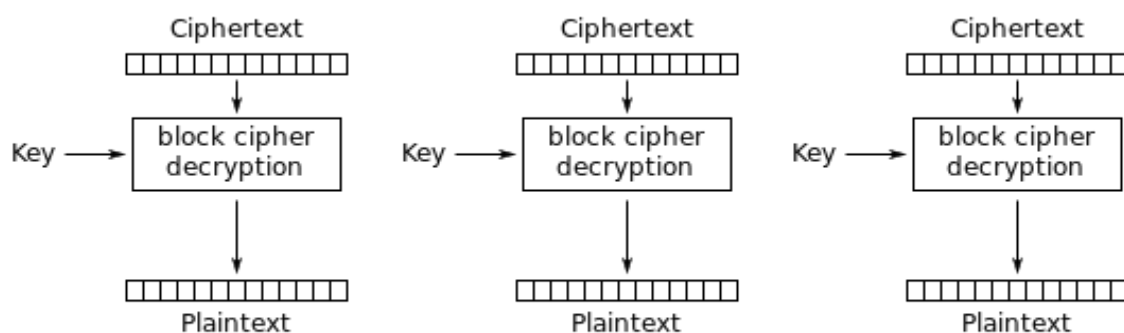 Ciphertext Ciphertext Ciphertext
Key block cipher decryption Key block cipher decryption Key block cipher decryption
Plaintext Plaintext Plaintext